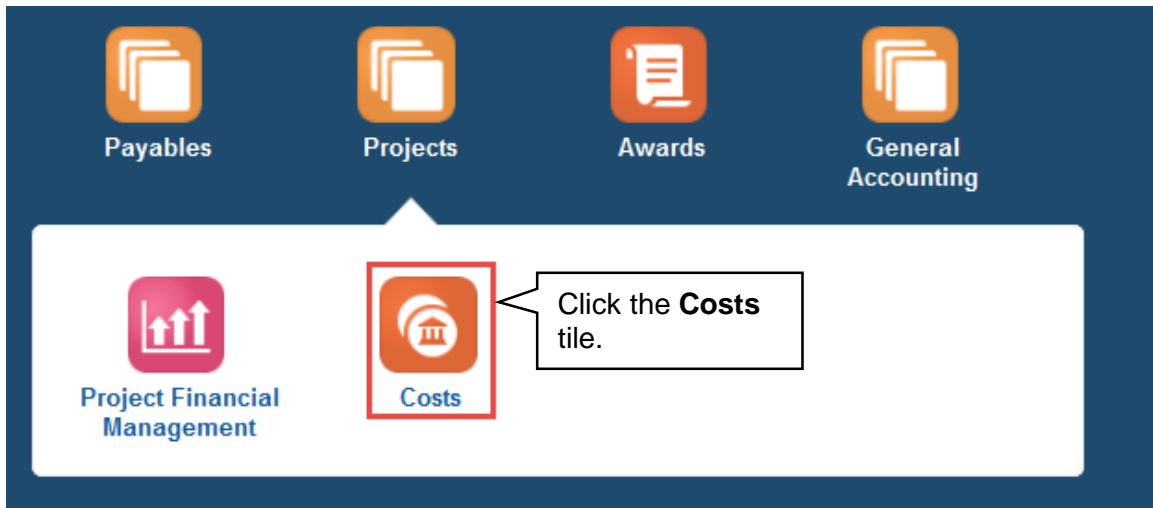 Payables
Projects
Awards
General
Accounting
Click the Costs
tile.
Project Financial
Management
Costs